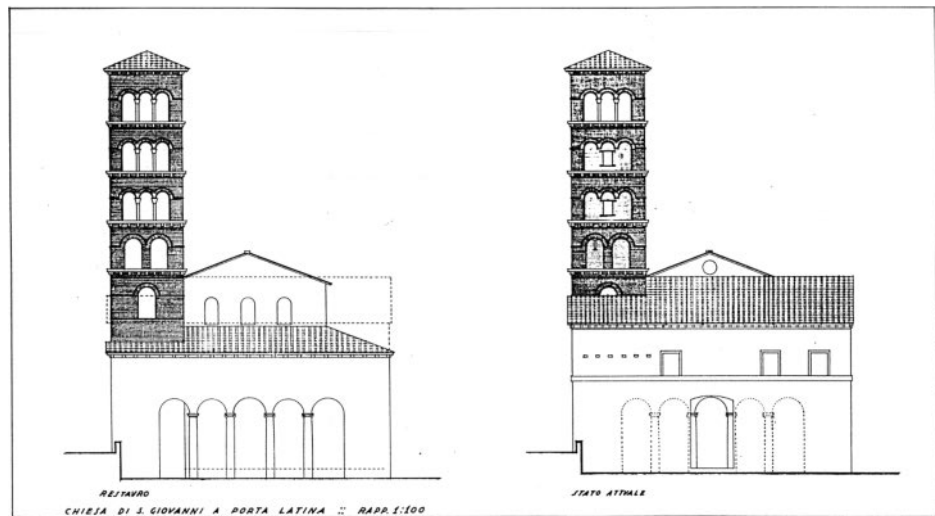 RESTAURO
CHIESA DI S. GIOVANNI A PORTA LATINA :: RAPP. 1:100
STATO ATTUALE